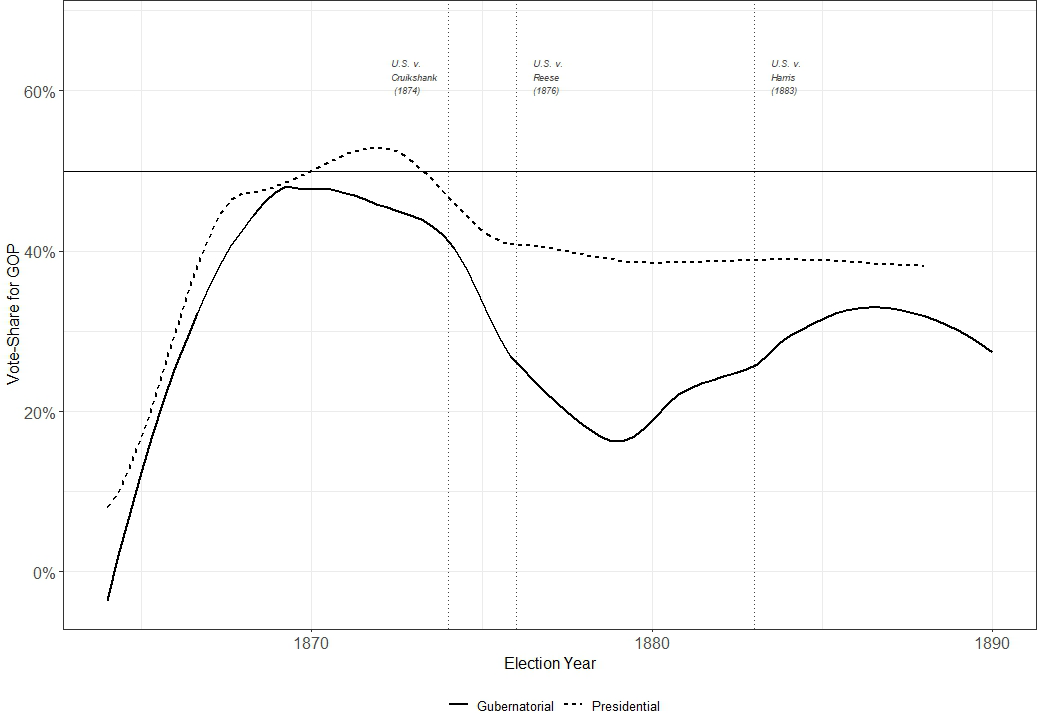 U.S. v.
Cruikshank
(1874)
U.S. v.
Reese
(1876)
U.S. v.
Harris
(1883)
60%
40%
20%
0%
Vote-Share for GOP
1870
1880
1890
Election Year
Gubernatorial
Presidential